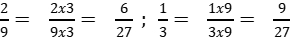 2/9 = 2x3/9x3 = 6/27 ; 1/3 = 1x9/3x9 = 9/27